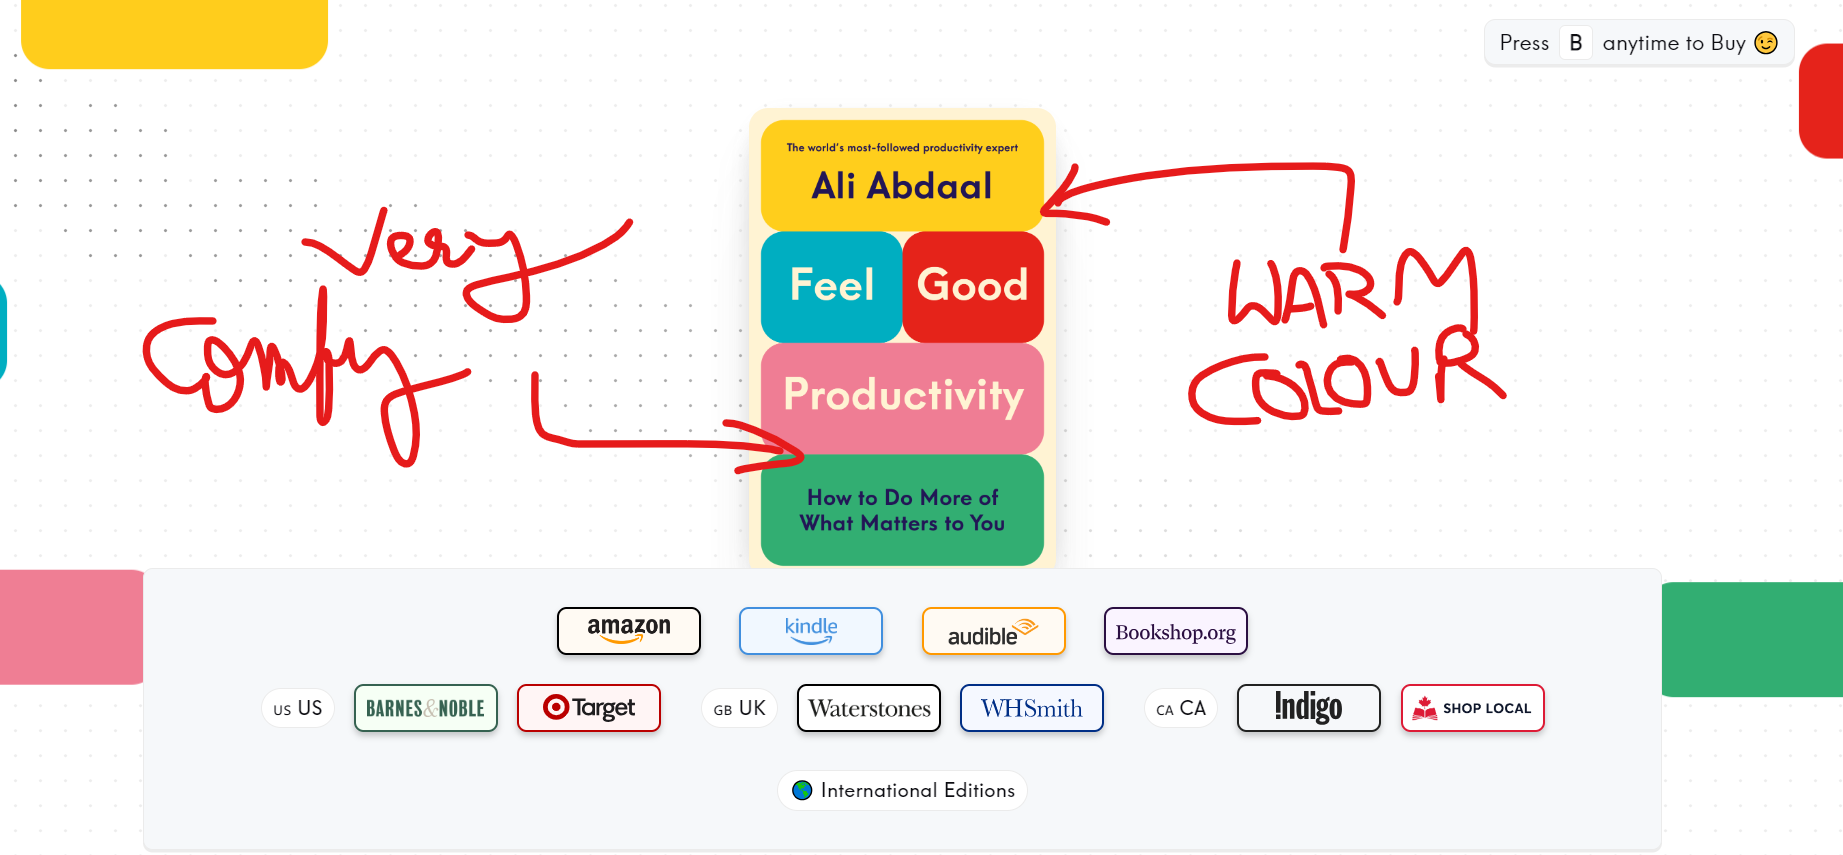 Press B anytime to Buy 😉
The world's most-followed productivity expert
Ali Abdaal
Feel Good
Productivity
How to Do More of
What Matters to You
very
comfy
WARM
COLOUR
amazon kindle audible Bookshop.org
US US BARNES & NOBLE Target GB UK Waterstones WHSmith CA CA Indigo SHOP LOCAL
International Editions